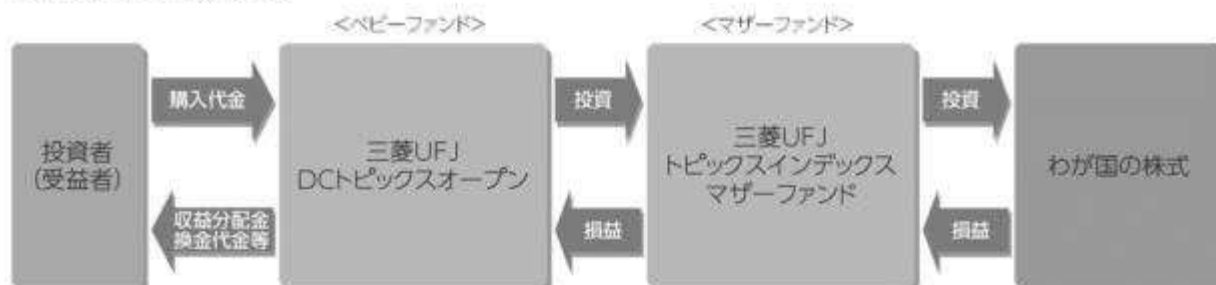 <ベビーファンド>
<マザーファンド>
投資者
(受益者)
購入代金
収益分配金
換金代金等
三菱UFJ
DCトピックスオープン
投資
損益
三菱UFJ
トピックスインデックス
マザーファンド
投資
損益
わが国の株式